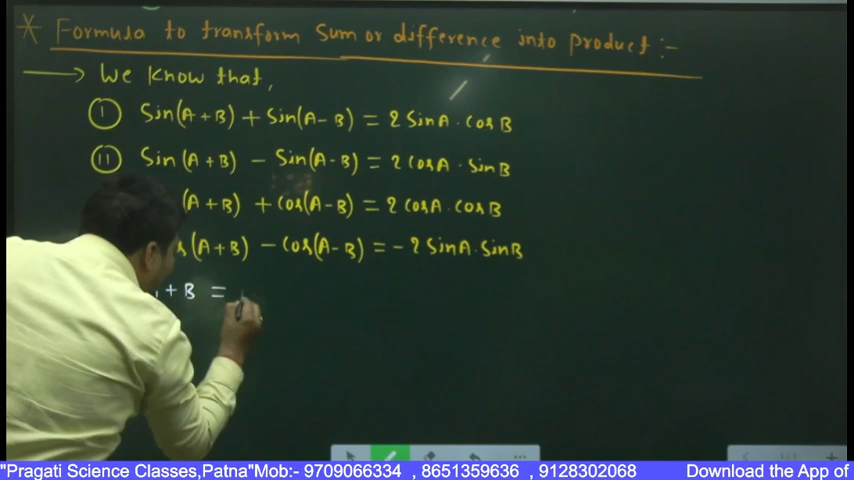 * Formula to transform Sum or difference into product :-
→ We know that,
(I) Sin(A+B) + Sin(A-B) = 2 SinA · CosB
(II) Sin(A+B) - Sin(A-B) = 2 CosA · SinB
(A+B) + Cos(A-B) = 2 CosA · CosB
(A+B) - Cos(A-B) = - 2 SinA · SinB
+ B =
"Pragati Science Classes,Patna"Mob:- 9709066334 , 8651359636 , 9128302068 Download the App of